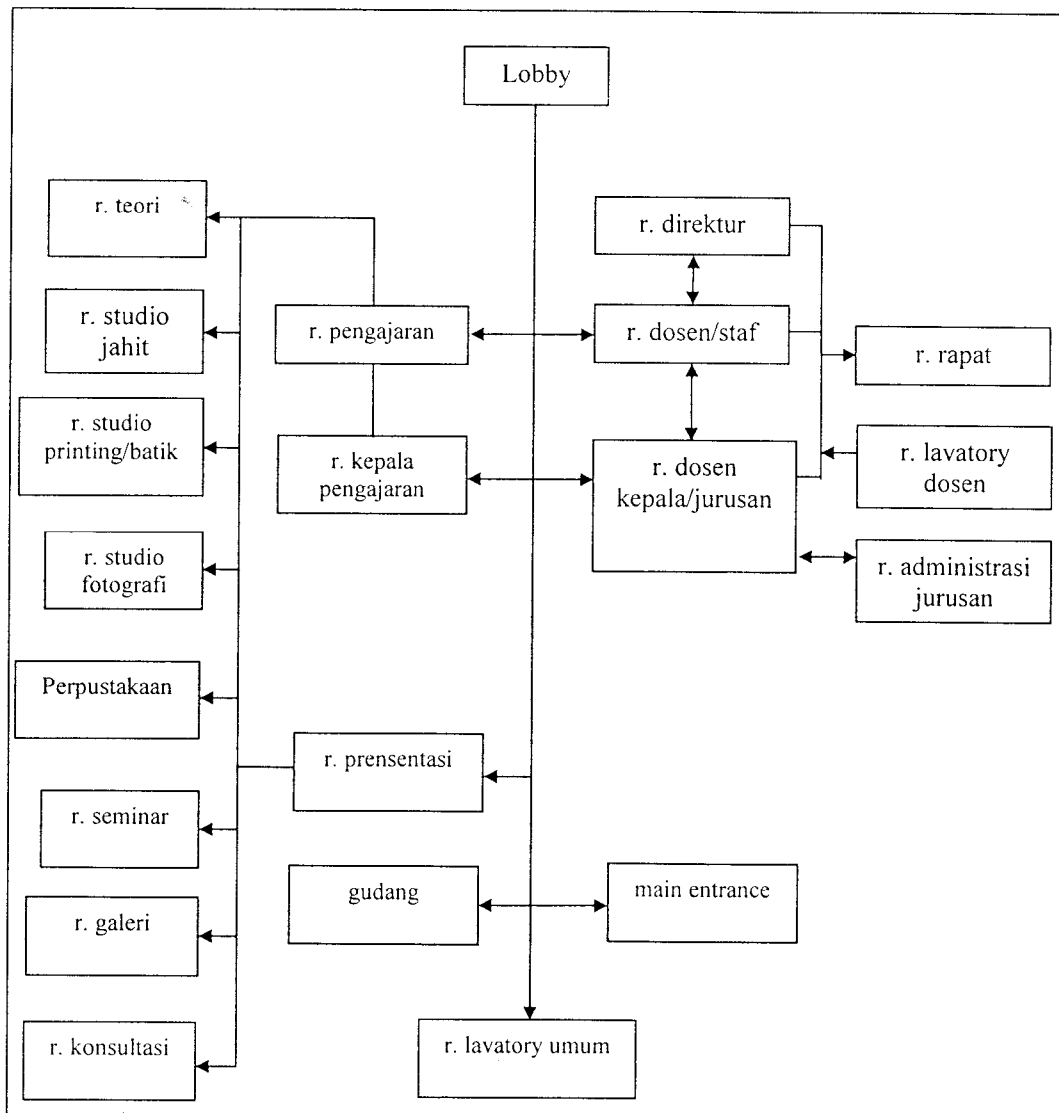 Lobby
r. teori
r. direktur
r. studio
jahit
r. pengajaran
r. dosen/staf
r. rapat
r. studio
printing/batik
r. kepala
pengajaran
r. dosen
kepala/jurusan
r. lavatory
dosen
r. studio
fotografi
r. administrasi
jurusan
Perpustakaan
r. prensentasi
r. seminar
gudang
main entrance
r. galeri
r. konsultasi
r. lavatory umum